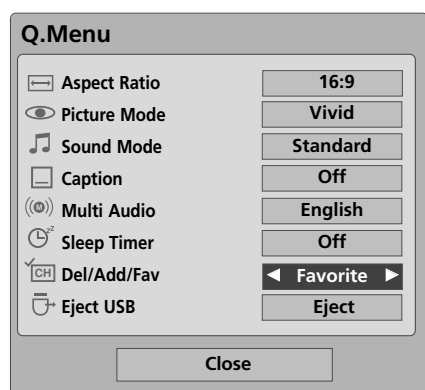 Q.Menu
Aspect Ratio 16:9
Picture Mode Vivid
Sound Mode Standard
Caption Off
((M)) Multi Audio English
zz Sleep Timer Off
CH Del/Add/Fav ◀ Favorite ▶
Eject USB Eject
Close